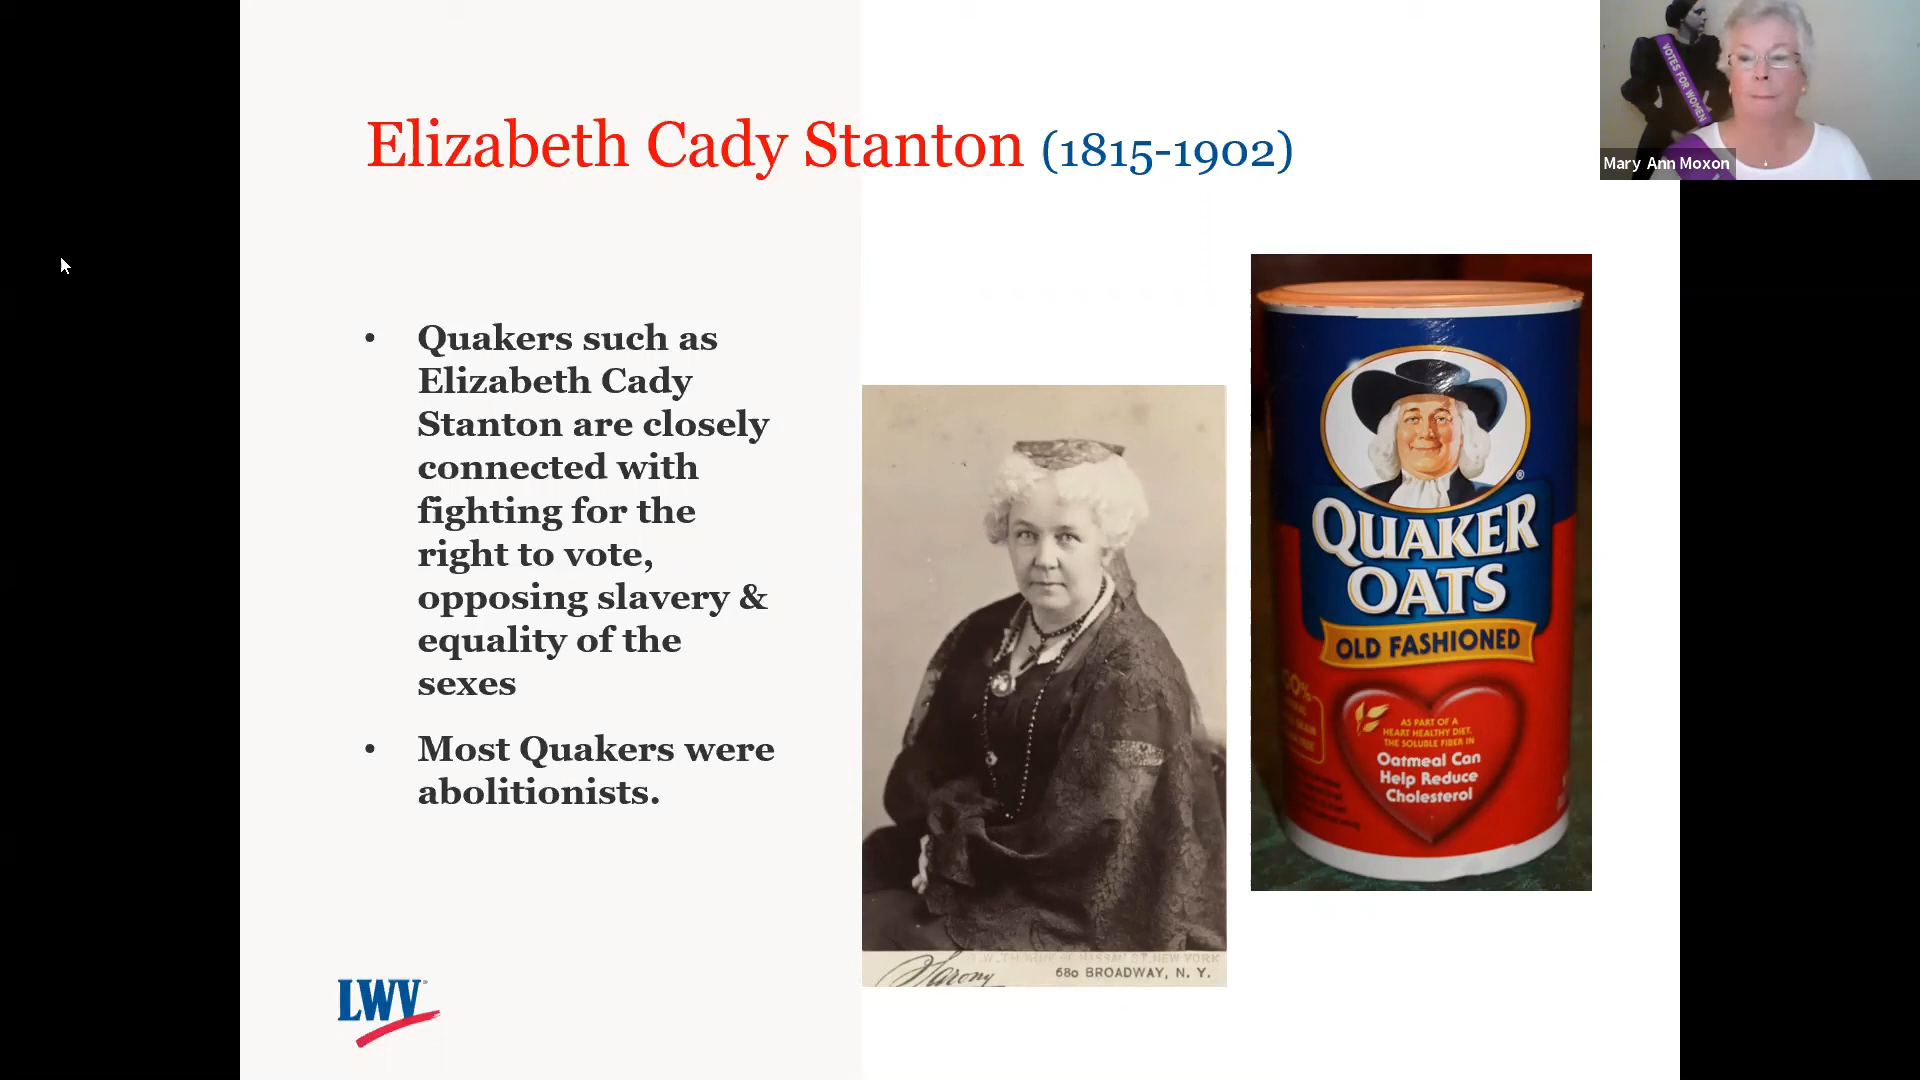 VOTES FOR WOMEN
Mary Ann Moxon
Elizabeth Cady Stanton (1815-1902)
• Quakers such as
Elizabeth Cady
Stanton are closely
connected with
fighting for the
right to vote,
opposing slavery &
equality of the
sexes
• Most Quakers were
abolitionists.
Sarony
680 BROADWAY, N. Y.
QUAKER
OATS
®
OLD FASHIONED
AS PART OF A
HEART HEALTHY DIET,
THE SOLUBLE FIBER IN
Oatmeal Can
Help Reduce
Cholesterol
LWV